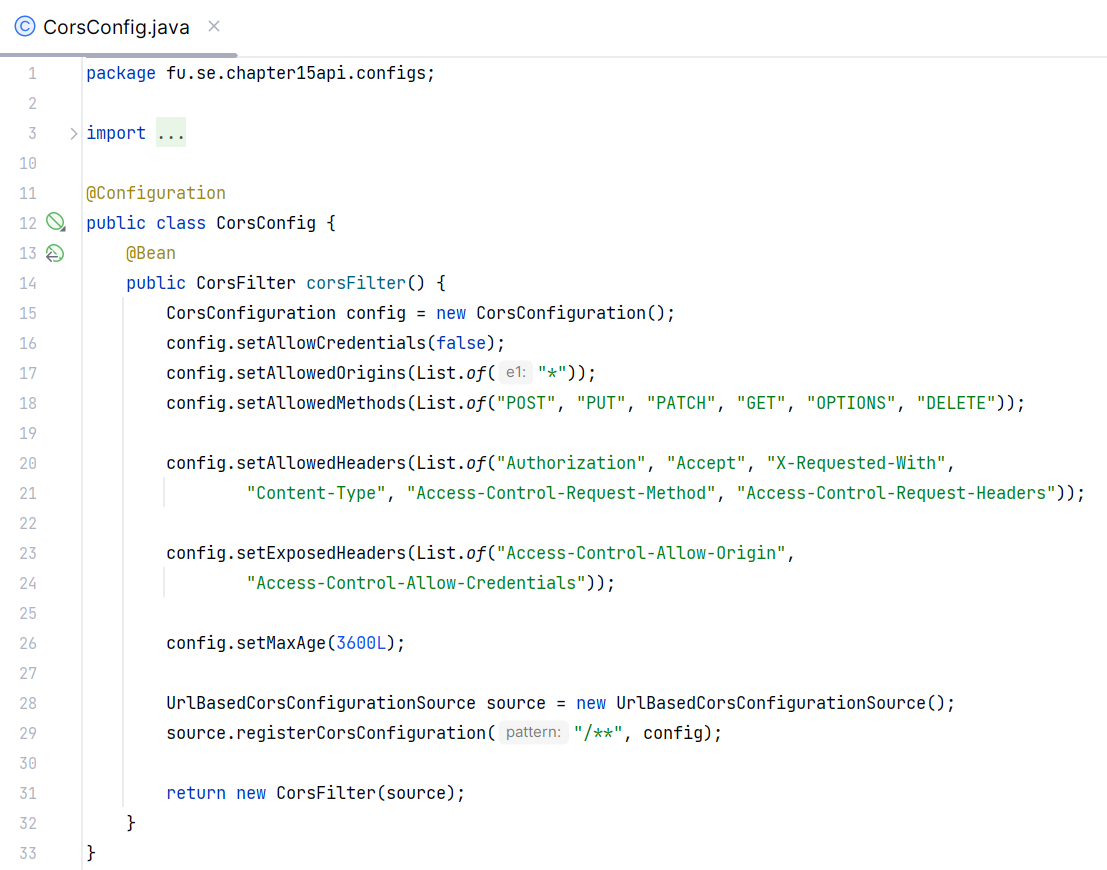 CorsConfig.java
1 package fu.se.chapter15api.configs;
2
3 import ...
10
11 @Configuration
12 public class CorsConfig {
13     @Bean
14     public CorsFilter corsFilter() {
15         CorsConfiguration config = new CorsConfiguration();
16         config.setAllowCredentials(false);
17         config.setAllowedOrigins(List.of( e1: "*"));
18         config.setAllowedMethods(List.of("POST", "PUT", "PATCH", "GET", "OPTIONS", "DELETE"));
19
20         config.setAllowedHeaders(List.of("Authorization", "Accept", "X-Requested-With",
21                 "Content-Type", "Access-Control-Request-Method", "Access-Control-Request-Headers"));
22
23         config.setExposedHeaders(List.of("Access-Control-Allow-Origin",
24                 "Access-Control-Allow-Credentials"));
25
26         config.setMaxAge(3600L);
27
28         UrlBasedCorsConfigurationSource source = new UrlBasedCorsConfigurationSource();
29         source.registerCorsConfiguration( pattern: "/**", config);
30
31         return new CorsFilter(source);
32     }
33 }